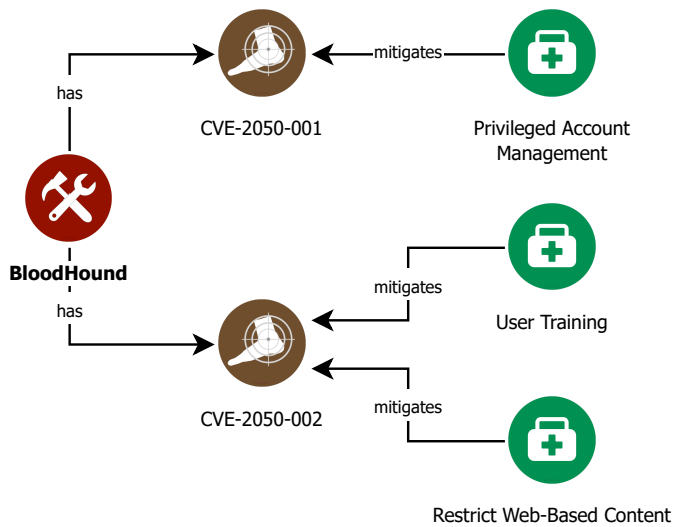 mitigates
has
CVE-2050-001
Privileged Account
Management
BloodHound
mitigates
has
User Training
mitigates
CVE-2050-002
Restrict Web-Based Content